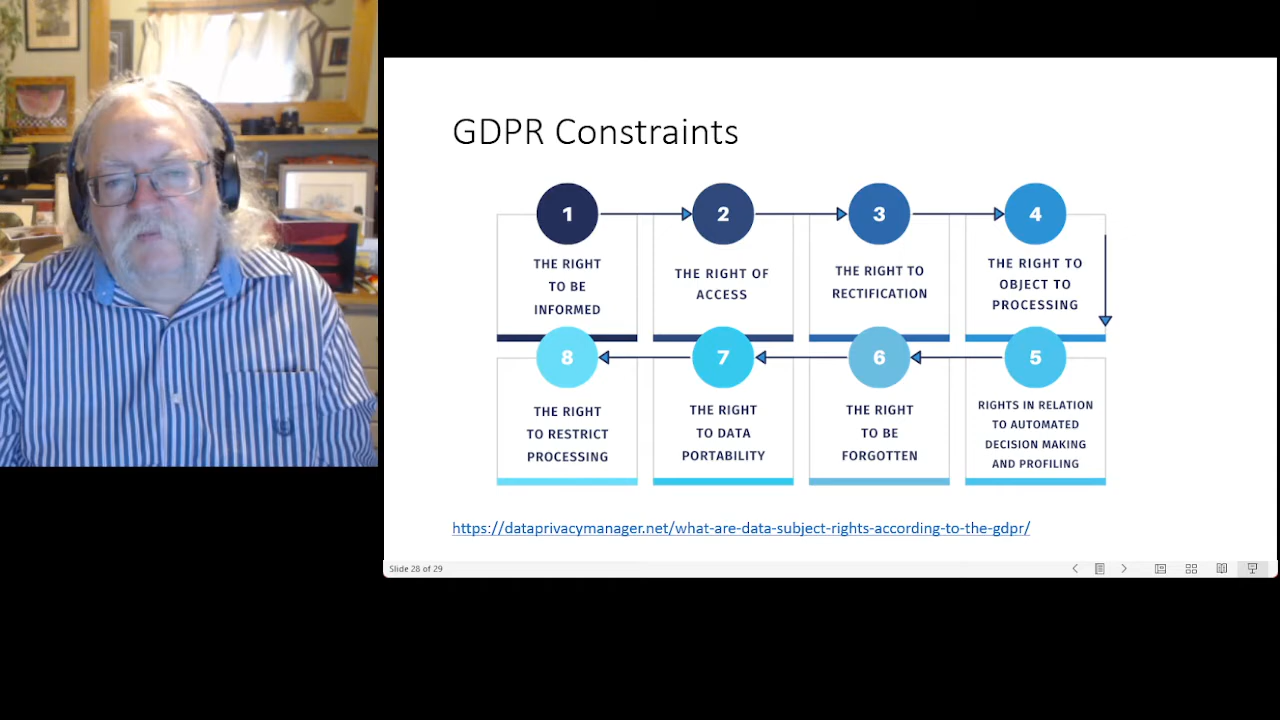 GDPR Constraints
1
THE RIGHT
TO BE
INFORMED
2
THE RIGHT OF
ACCESS
3
THE RIGHT TO
RECTIFICATION
4
THE RIGHT TO
OBJECT TO
PROCESSING
5
RIGHTS IN RELATION
TO AUTOMATED
DECISION MAKING
AND PROFILING
6
THE RIGHT
TO BE
FORGOTTEN
7
THE RIGHT
TO DATA
PORTABILITY
8
THE RIGHT
TO RESTRICT
PROCESSING
https://dataprivacymanager.net/what-are-data-subject-rights-according-to-the-gdpr/
Slide 28 of 29